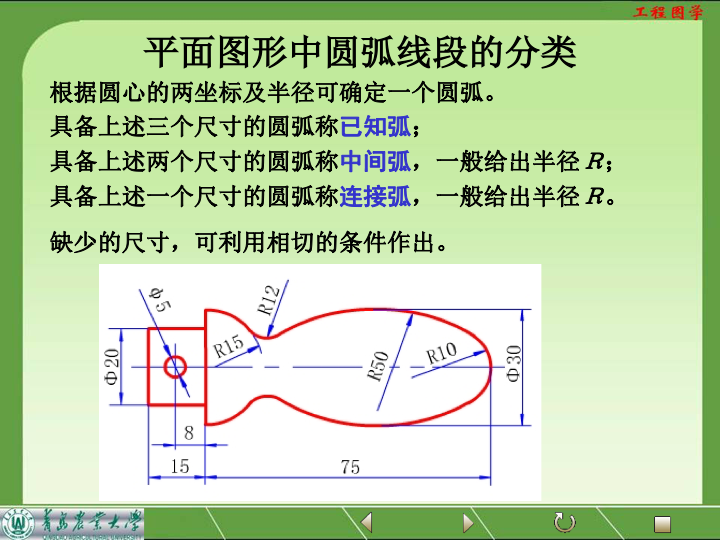 工程图学
平面图形中圆弧线段的分类
根据圆心的两坐标及半径可确定一个圆弧。
具备上述三个尺寸的圆弧称已知弧；
具备上述两个尺寸的圆弧称中间弧，一般给出半径 R；
具备上述一个尺寸的圆弧称连接弧，一般给出半径 R。
缺少的尺寸，可利用相切的条件作出。
Φ5
R12
R15
Φ20
R50
R10
Φ30
8
15
75
青岛农业大学